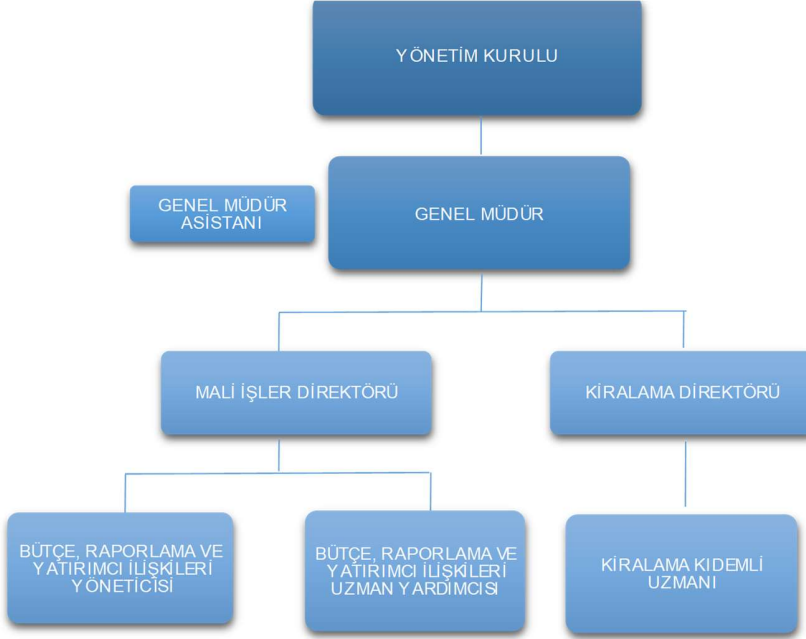 YÖNETİM KURULU
GENEL MÜDÜR
ASİSTANI
GENEL MÜDÜR
MALİ İŞLER DİREKTÖRÜ
KİRALAMA DİREKTÖRÜ
BÜTÇE, RAPORLAMA VE
YATIRIMCI İLİŞKİLERİ
YÖNETİCİSİ
BÜTÇE, RAPORLAMA VE
YATIRIMCI İLİŞKİLERİ
UZMAN YARDIMCISI
KİRALAMA KIDEMLİ
UZMANI